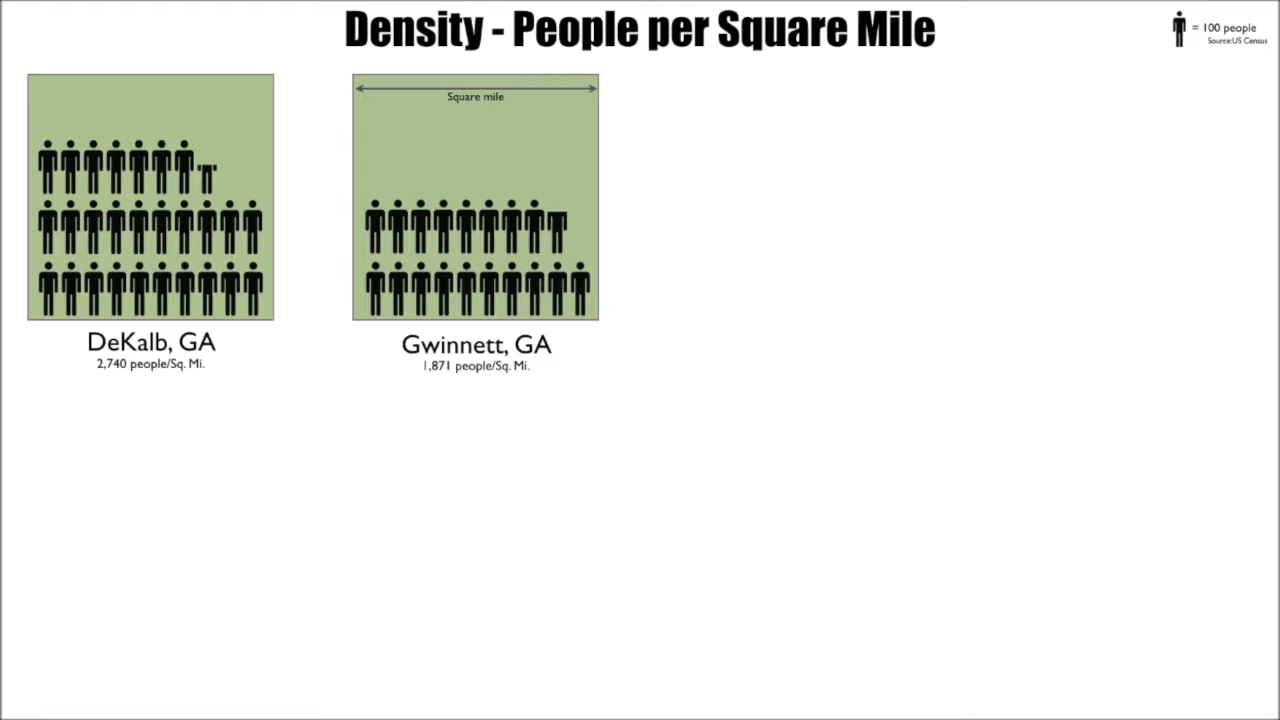 Density - People per Square Mile
= 100 people
Source:US Census
Square mile
DeKalb, GA
2,740 people/Sq. Mi.
Gwinnett, GA
1,871 people/Sq. Mi.